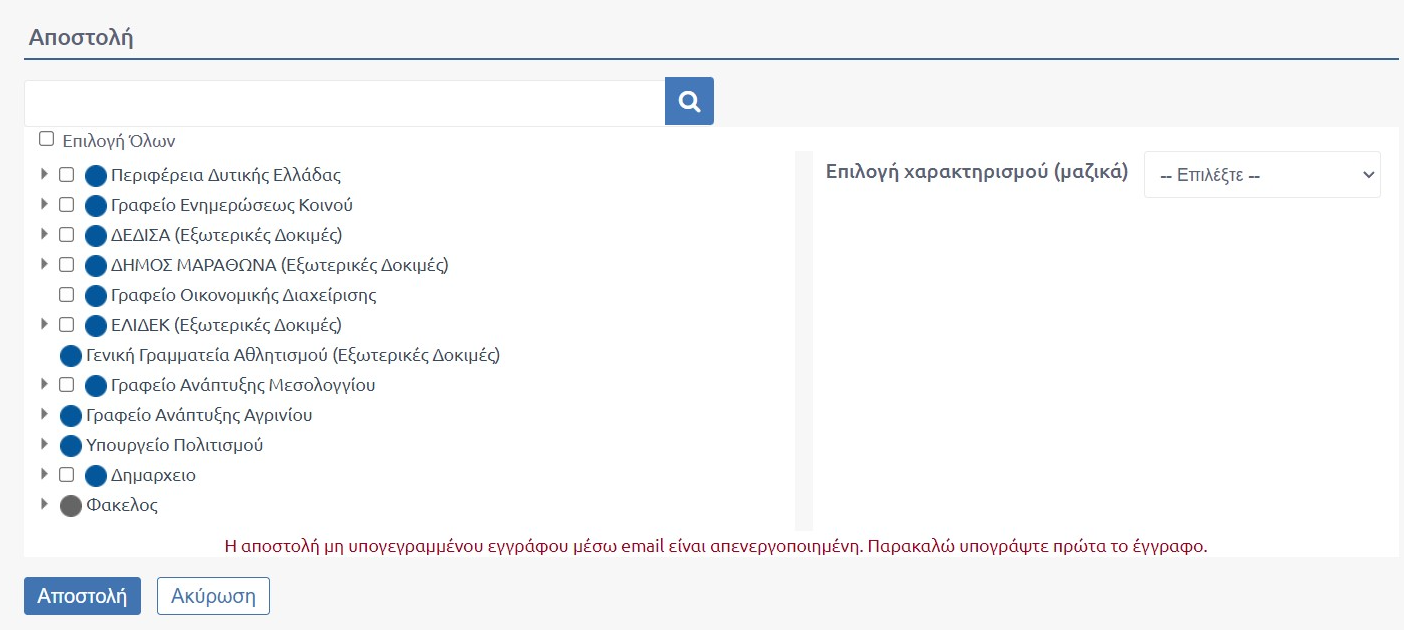 Αποστολή
Επιλογή Όλων
Περιφέρεια Δυτικής Ελλάδας
Επιλογή χαρακτηρισμού (μαζικά)
-- Επιλέξτε --
Γραφείο Ενημερώσεως Κοινού
ΔΕΔΙΣΑ (Εξωτερικές Δοκιμές)
ΔΗΜΟΣ ΜΑΡΑΘΩΝΑ (Εξωτερικές Δοκιμές)
Γραφείο Οικονομικής Διαχείρισης
ΕΛΙΔΕΚ (Εξωτερικές Δοκιμές)
Γενική Γραμματεία Αθλητισμού (Εξωτερικές Δοκιμές)
Γραφείο Ανάπτυξης Μεσολογγίου
Γραφείο Ανάπτυξης Αγρινίου
Υπουργείο Πολιτισμού
Δημαρχειο
Φακελος
Η αποστολή μη υπογεγραμμένου εγγράφου μέσω email είναι απενεργοποιημένη. Παρακαλώ υπογράψτε πρώτα το έγγραφο.
Αποστολή
Ακύρωση